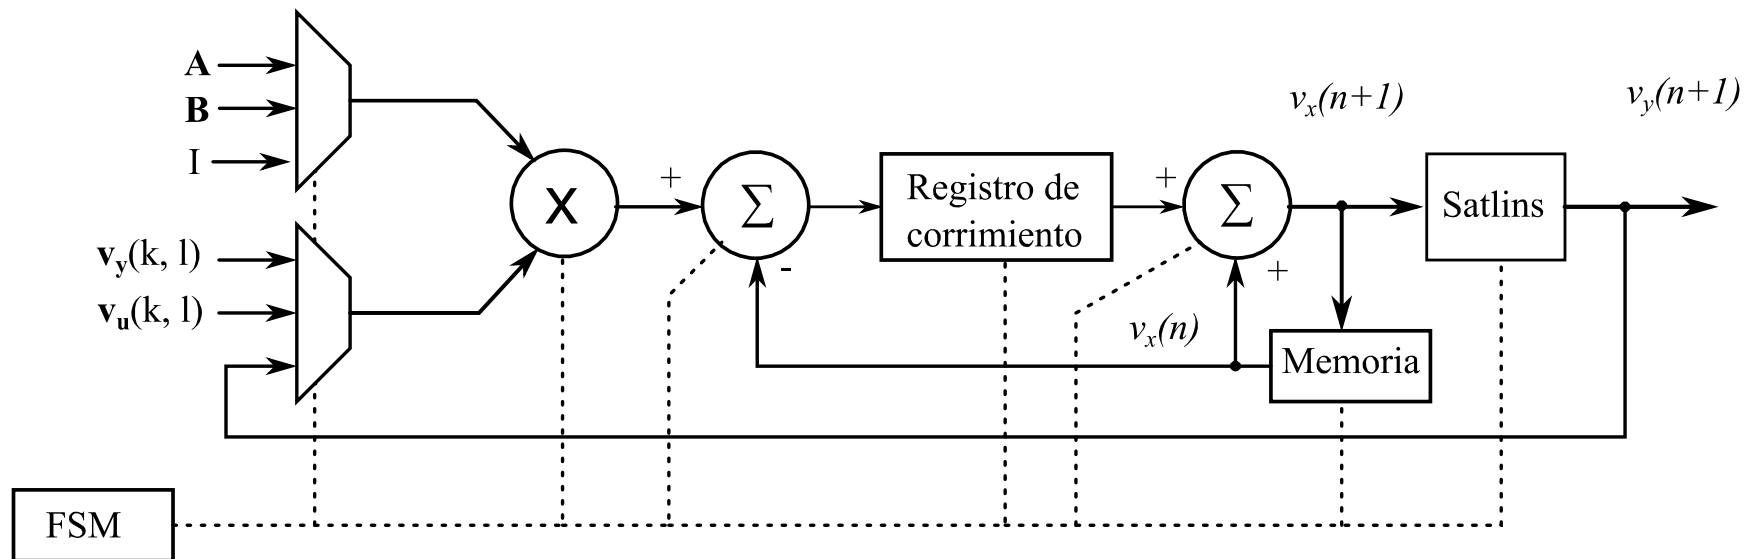 A
B
I
v_y(k, l)
v_u(k, l)
X
+
Σ
-
Registro de
corrimiento
+
Σ
+
v_x(n)
v_x(n+1)
Memoria
Satlins
v_y(n+1)
FSM